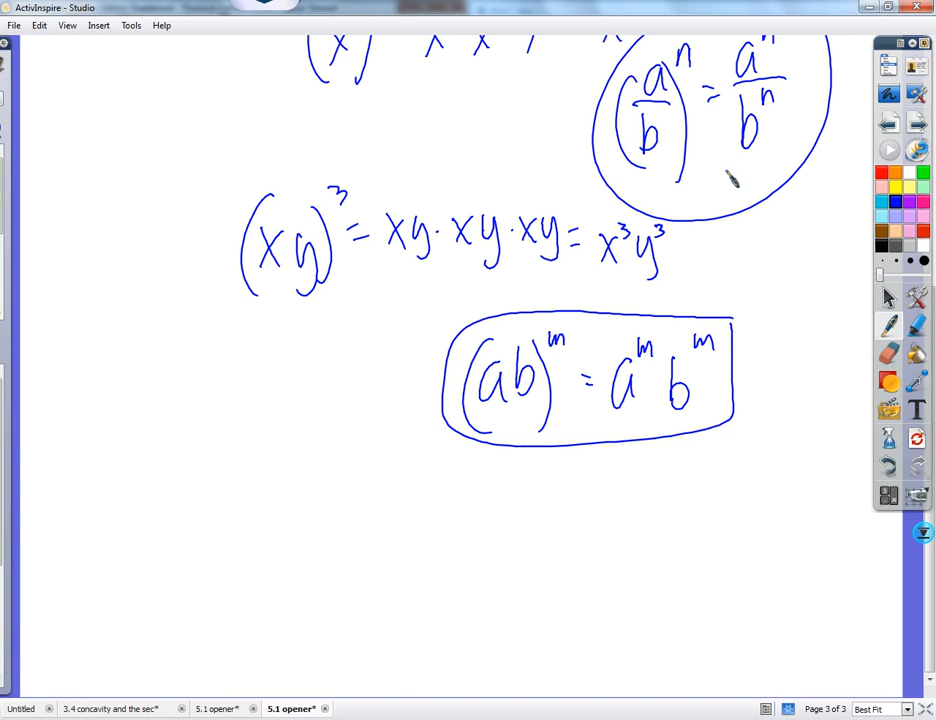 ActivInspire - Studio
File Edit View Insert Tools Help
(a/b)^n = a^n/b^n
(xy)^3 = xy · xy · xy = x^3 y^3
(ab)^m = a^m b^m
Untitled 3.4 concavity and the sec* 5.1 opener* 5.1 opener* Page 3 of 3 Best Fit